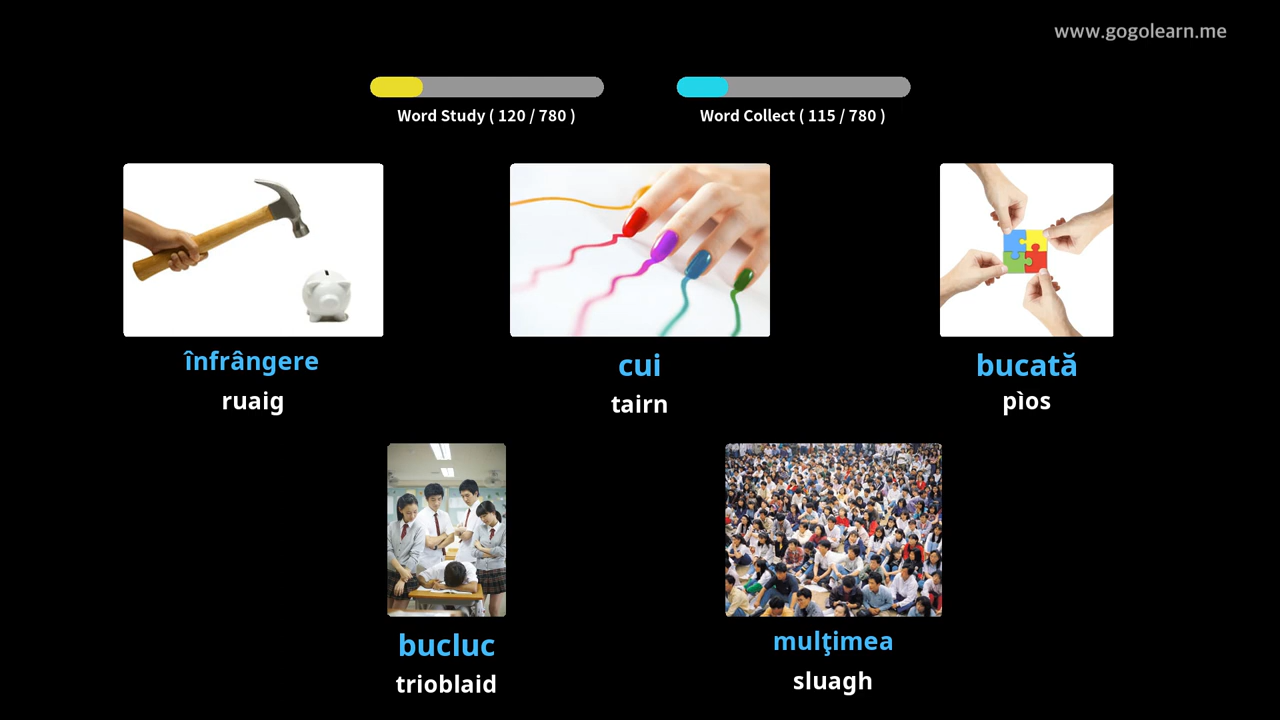 www.gogolearn.me
Word Study ( 120 / 780 )
Word Collect ( 115 / 780 )
înfrângere
ruaig
cui
tairn
bucată
pìos
bucluc
trioblaid
mulţimea
sluagh